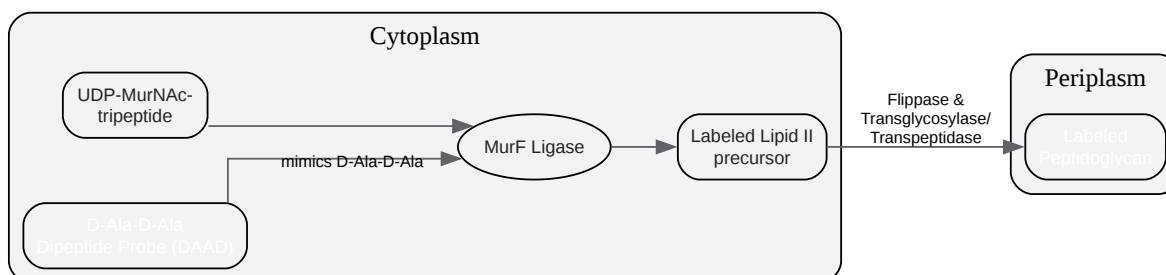 Cytoplasm
UDP-MurNAc-
tripeptide
mimics D-Ala-D-Ala
D-Ala-D-Ala
Dipeptide Probe (DAAD)
MurF Ligase
Labeled Lipid II
precursor
Flippase &
Transglycosylase/
Transpeptidase
Periplasm
Labeled
Peptidoglycan